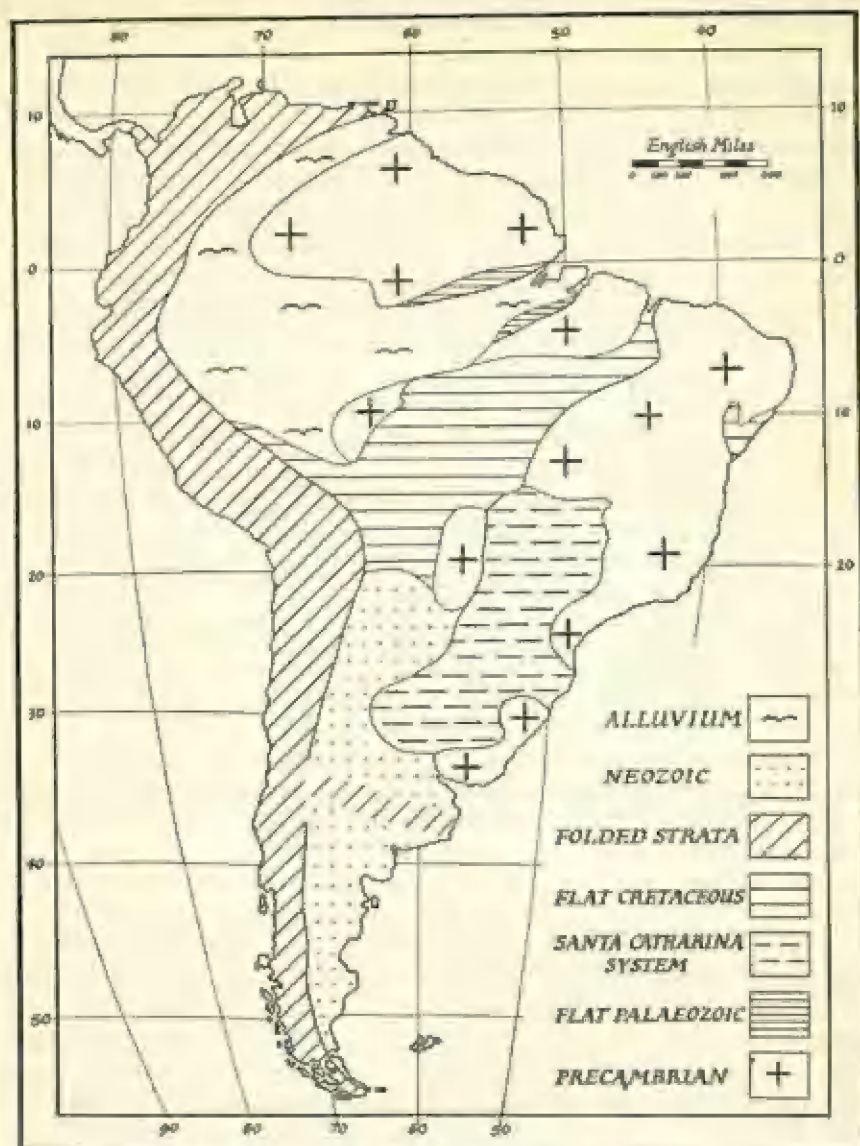 80 70 60 50 40
10 10
English Miles
0 0
10 10
20 20
30
40
50
ALLUVIUM
NEOZOIC
FOLDED STRATA
FLAT CRETACEOUS
SANTA CATHARINA
SYSTEM
FLAT PALAEOZOIC
PRECAMBRIAN
90 80 70 60 50